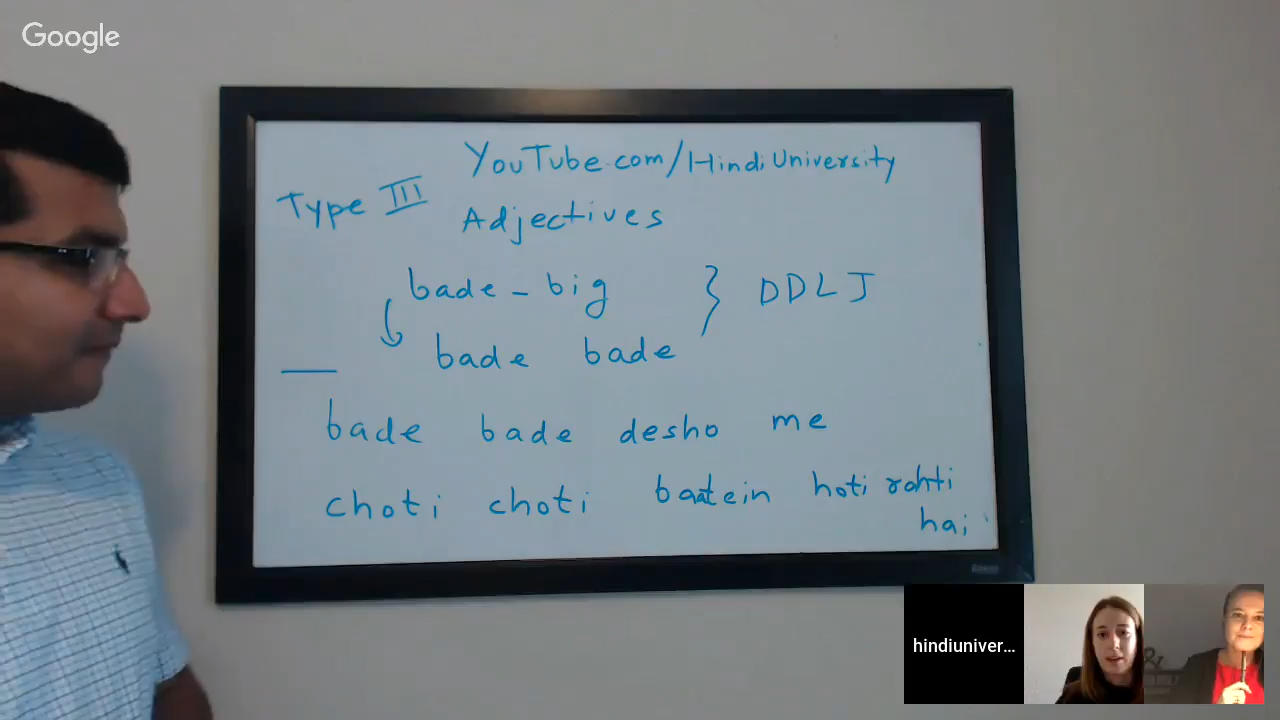 Google
YouTube.com/HindiUniversity
Type III
Adjectives
bade - big } DDLJ
bade bade
bade bade desho me
choti choti baatein hoti rahti
hai
hindiuniver...